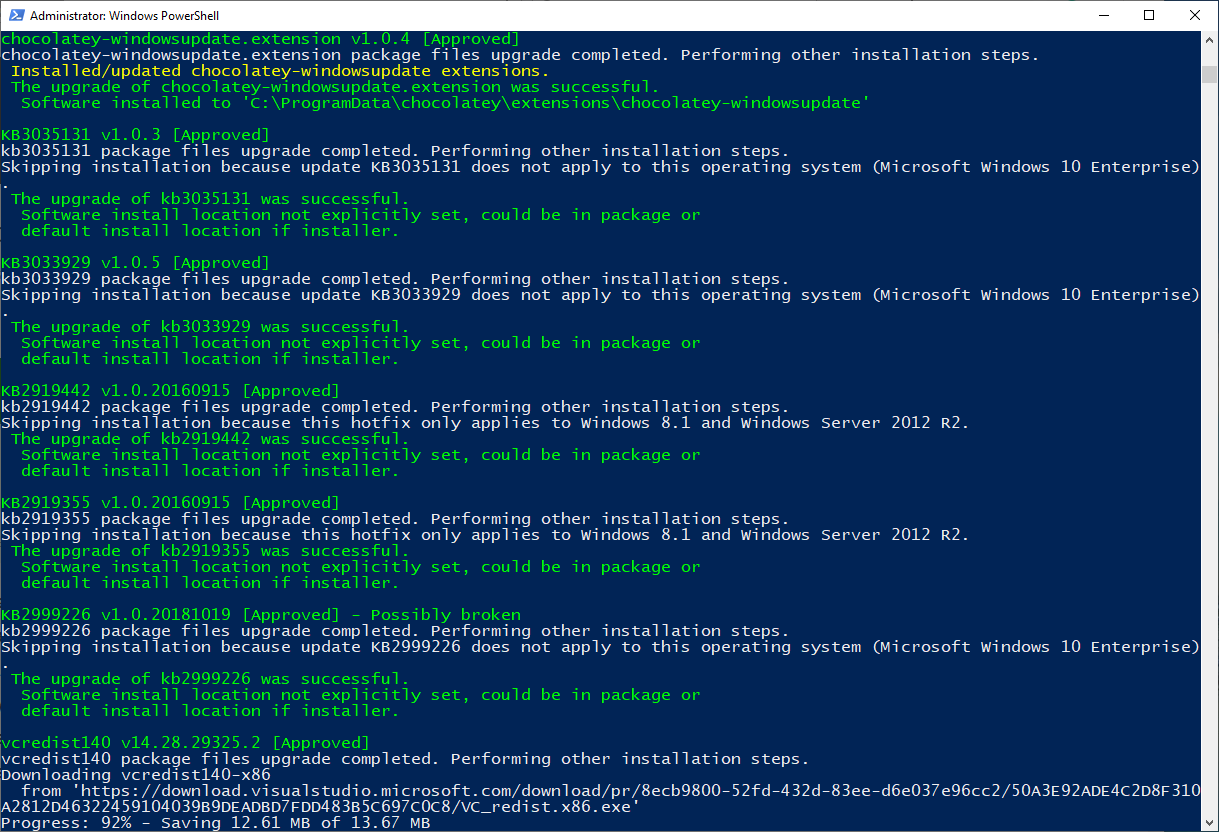 Administrator: Windows PowerShell
chocolatey-windowsupdate.extension v1.0.4 [Approved]
chocolatey-windowsupdate.extension package files upgrade completed. Performing other installation steps.
Installed/updated chocolatey-windowsupdate extensions.
The upgrade of chocolatey-windowsupdate.extension was successful.
Software installed to 'C:\ProgramData\chocolatey\extensions\chocolatey-windowsupdate'
KB3035131 v1.0.3 [Approved]
kb3035131 package files upgrade completed. Performing other installation steps.
Skipping installation because update KB3035131 does not apply to this operating system (Microsoft Windows 10 Enterprise)
.
The upgrade of kb3035131 was successful.
Software install location not explicitly set, could be in package or
default install location if installer.
KB3033929 v1.0.5 [Approved]
kb3033929 package files upgrade completed. Performing other installation steps.
Skipping installation because update KB3033929 does not apply to this operating system (Microsoft Windows 10 Enterprise)
.
The upgrade of kb3033929 was successful.
Software install location not explicitly set, could be in package or
default install location if installer.
KB2919442 v1.0.20160915 [Approved]
kb2919442 package files upgrade completed. Performing other installation steps.
Skipping installation because this hotfix only applies to Windows 8.1 and Windows Server 2012 R2.
The upgrade of kb2919442 was successful.
Software install location not explicitly set, could be in package or
default install location if installer.
KB2919355 v1.0.20160915 [Approved]
kb2919355 package files upgrade completed. Performing other installation steps.
Skipping installation because this hotfix only applies to Windows 8.1 and Windows Server 2012 R2.
The upgrade of kb2919355 was successful.
Software install location not explicitly set, could be in package or
default install location if installer.
KB2999226 v1.0.20181019 [Approved] - Possibly broken
kb2999226 package files upgrade completed. Performing other installation steps.
Skipping installation because update KB2999226 does not apply to this operating system (Microsoft Windows 10 Enterprise)
.
The upgrade of kb2999226 was successful.
Software install location not explicitly set, could be in package or
default install location if installer.
vcredist140 v14.28.29325.2 [Approved]
vcredist140 package files upgrade completed. Performing other installation steps.
Downloading vcredist140-x86
from 'https://download.visualstudio.microsoft.com/download/pr/8ecb9800-52fd-432d-83ee-d6e037e96cc2/50A3E92ADE4C2D8F310
A2812D46322459104039B9DEADBD7FDD483B5C697C0C8/VC_redist.x86.exe'
Progress: 92% - Saving 12.61 MB of 13.67 MB